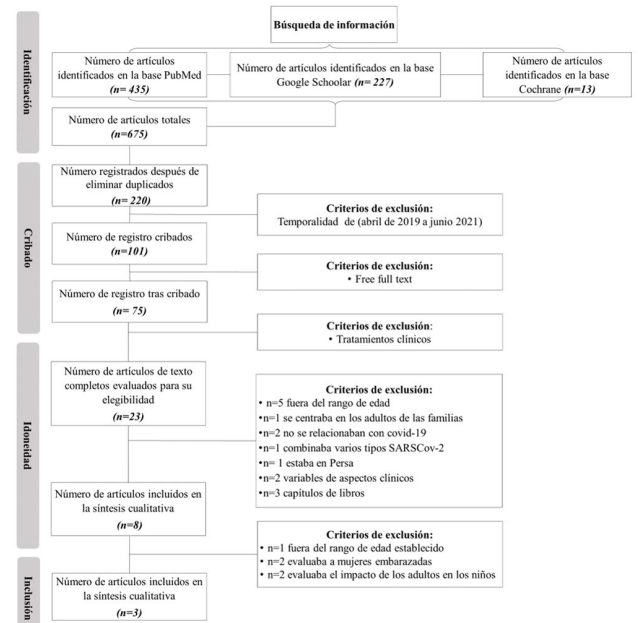 Búsqueda de información
Identificación
Número de artículos
identificados en la base PubMed
(n= 435)
Número de artículos identificados en la base
Google Schoolar (n= 227)
Número de artículos
identificados en la base
Cochrane (n=13)
Número de artículos totales
(n=675)
Cribado
Número registrados después de
eliminar duplicados
(n= 220)
Criterios de exclusión:
Temporalidad de (abril de 2019 a junio 2021)
Número de registro cribados
(n=101)
Criterios de exclusión:
• Free full text
Número de registro tras cribado
(n= 75)
Criterios de exclusión:
• Tratamientos clínicos
Idoneidad
Número de artículos de texto
completos evaluados para su
elegibilidad
(n=23)
Criterios de exclusión:
• n=5 fuera del rango de edad
•n=1 se centraba en los adultos de las familias
•n=2 no se relacionaban con covid-19
•n=1 combinaba varios tipos SARSCov-2
•n= 1 estaba en Persa
•n=2 variables de aspectos clínicos
•n=3 capítulos de libros
Número de artículos incluidos en
la síntesis cualitativa
(n=8)
Criterios de exclusión:
• n=1 fuera del rango de edad establecido
• n=2 evaluaba a mujeres embarazadas
• n=2 evaluaba el impacto de los adultos en los niños
Inclusión
Número de artículos incluidos en
la síntesis cualitativa
(n=3)